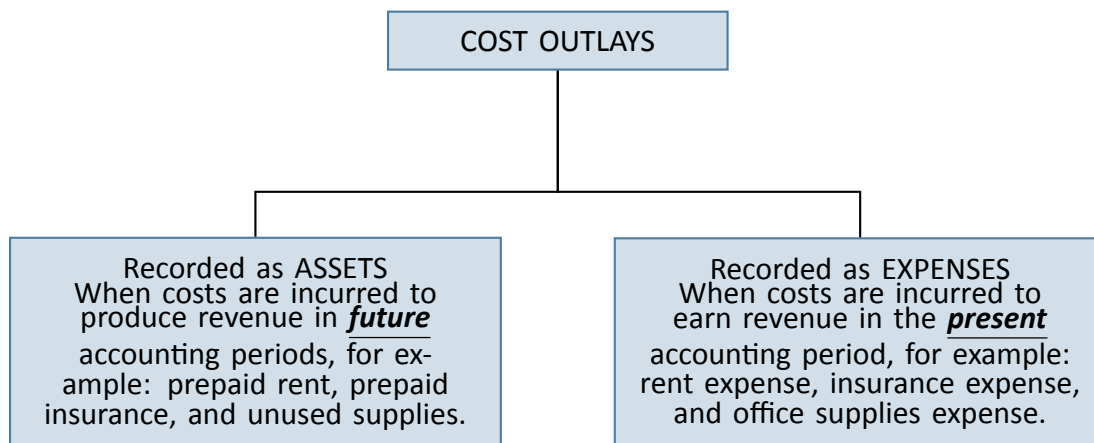 COST OUTLAYS
Recorded as ASSETS
When costs are incurred to
produce revenue in future
accounting periods, for ex-
ample: prepaid rent, prepaid
insurance, and unused supplies.
Recorded as EXPENSES
When costs are incurred to
earn revenue in the present
accounting period, for example:
rent expense, insurance expense,
and office supplies expense.